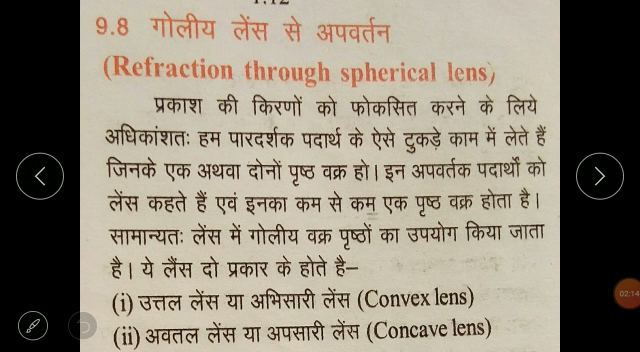 9.8 गोलीय लेंस से अपवर्तन
(Refraction through spherical lens)
प्रकाश की किरणों को फोकसित करने के लिये
अधिकांशतः हम पारदर्शक पदार्थ के ऐसे टुकड़े काम में लेते हैं
जिनके एक अथवा दोनों पृष्ठ वक्र हो। इन अपवर्तक पदार्थों को
लेंस कहते हैं एवं इनका कम से कम एक पृष्ठ वक्र होता है।
सामान्यतः लेंस में गोलीय वक्र पृष्ठों का उपयोग किया जाता
है। ये लैंस दो प्रकार के होते है–
(i) उत्तल लेंस या अभिसारी लेंस (Convex lens)
(ii) अवतल लेंस या अपसारी लेंस (Concave lens)
02:14